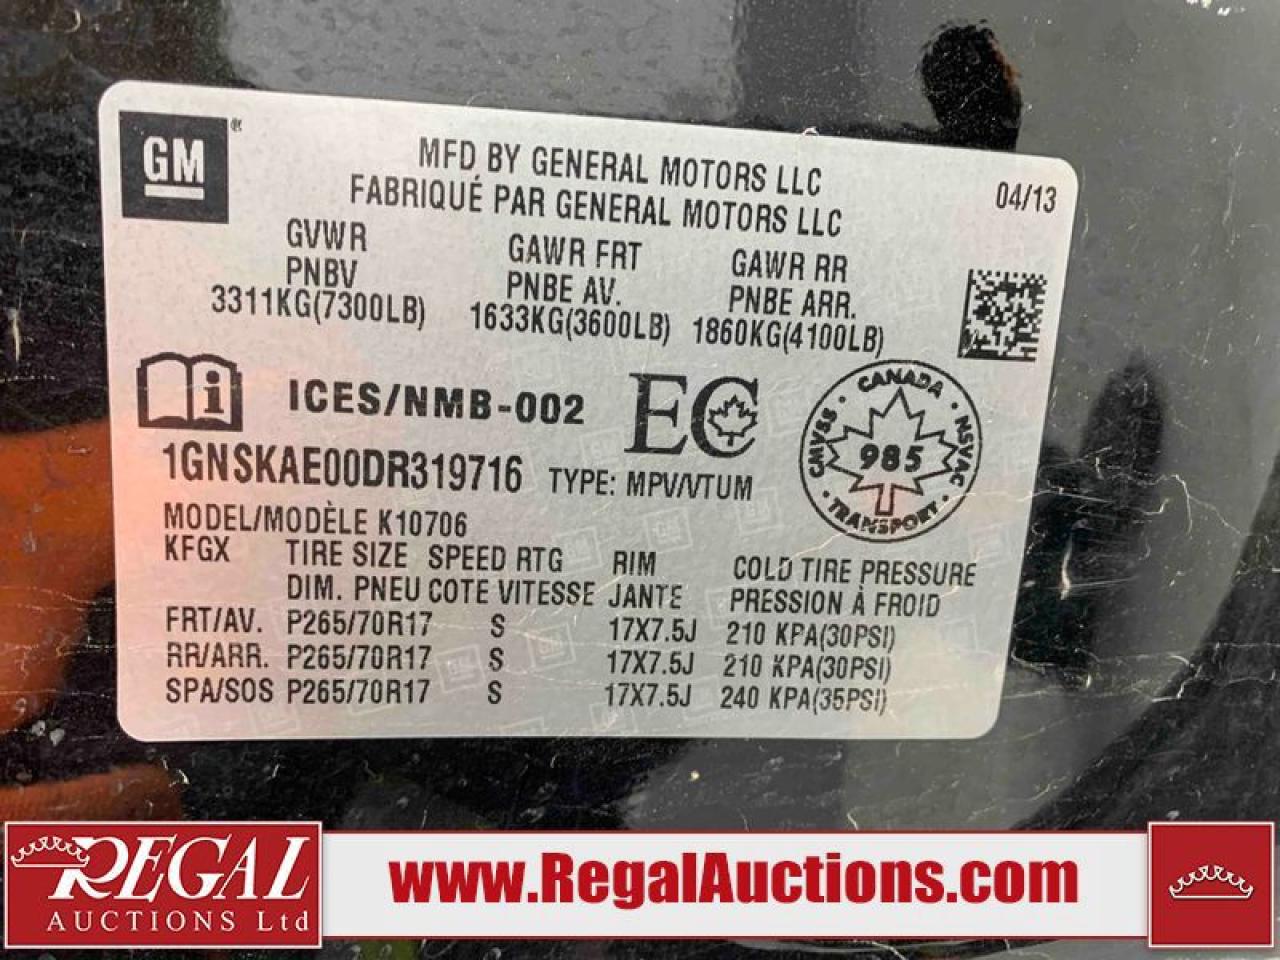 GM®
MFD BY GENERAL MOTORS LLC
FABRIQUÉ PAR GENERAL MOTORS LLC
04/13
GVWR GAWR FRT GAWR RR
PNBV PNBE AV. PNBE ARR.
3311KG(7300LB) 1633KG(3600LB) 1860KG(4100LB)
i ICES/NMB-002 EC
CANADA
CMVSS · NSVAC
985
TRANSPORT
1GNSKAE00DR319716 TYPE: MPV/VTUM
MODEL/MODÈLE K10706
KFGX TIRE SIZE SPEED RTG RIM COLD TIRE PRESSURE
DIM. PNEU COTE VITESSE JANTE PRESSION À FROID
FRT/AV. P265/70R17 S 17X7.5J 210 KPA(30PSI)
RR/ARR. P265/70R17 S 17X7.5J 210 KPA(30PSI)
SPA/SOS P265/70R17 S 17X7.5J 240 KPA(35PSI)
REGAL
AUCTIONS Ltd
www.RegalAuctions.com